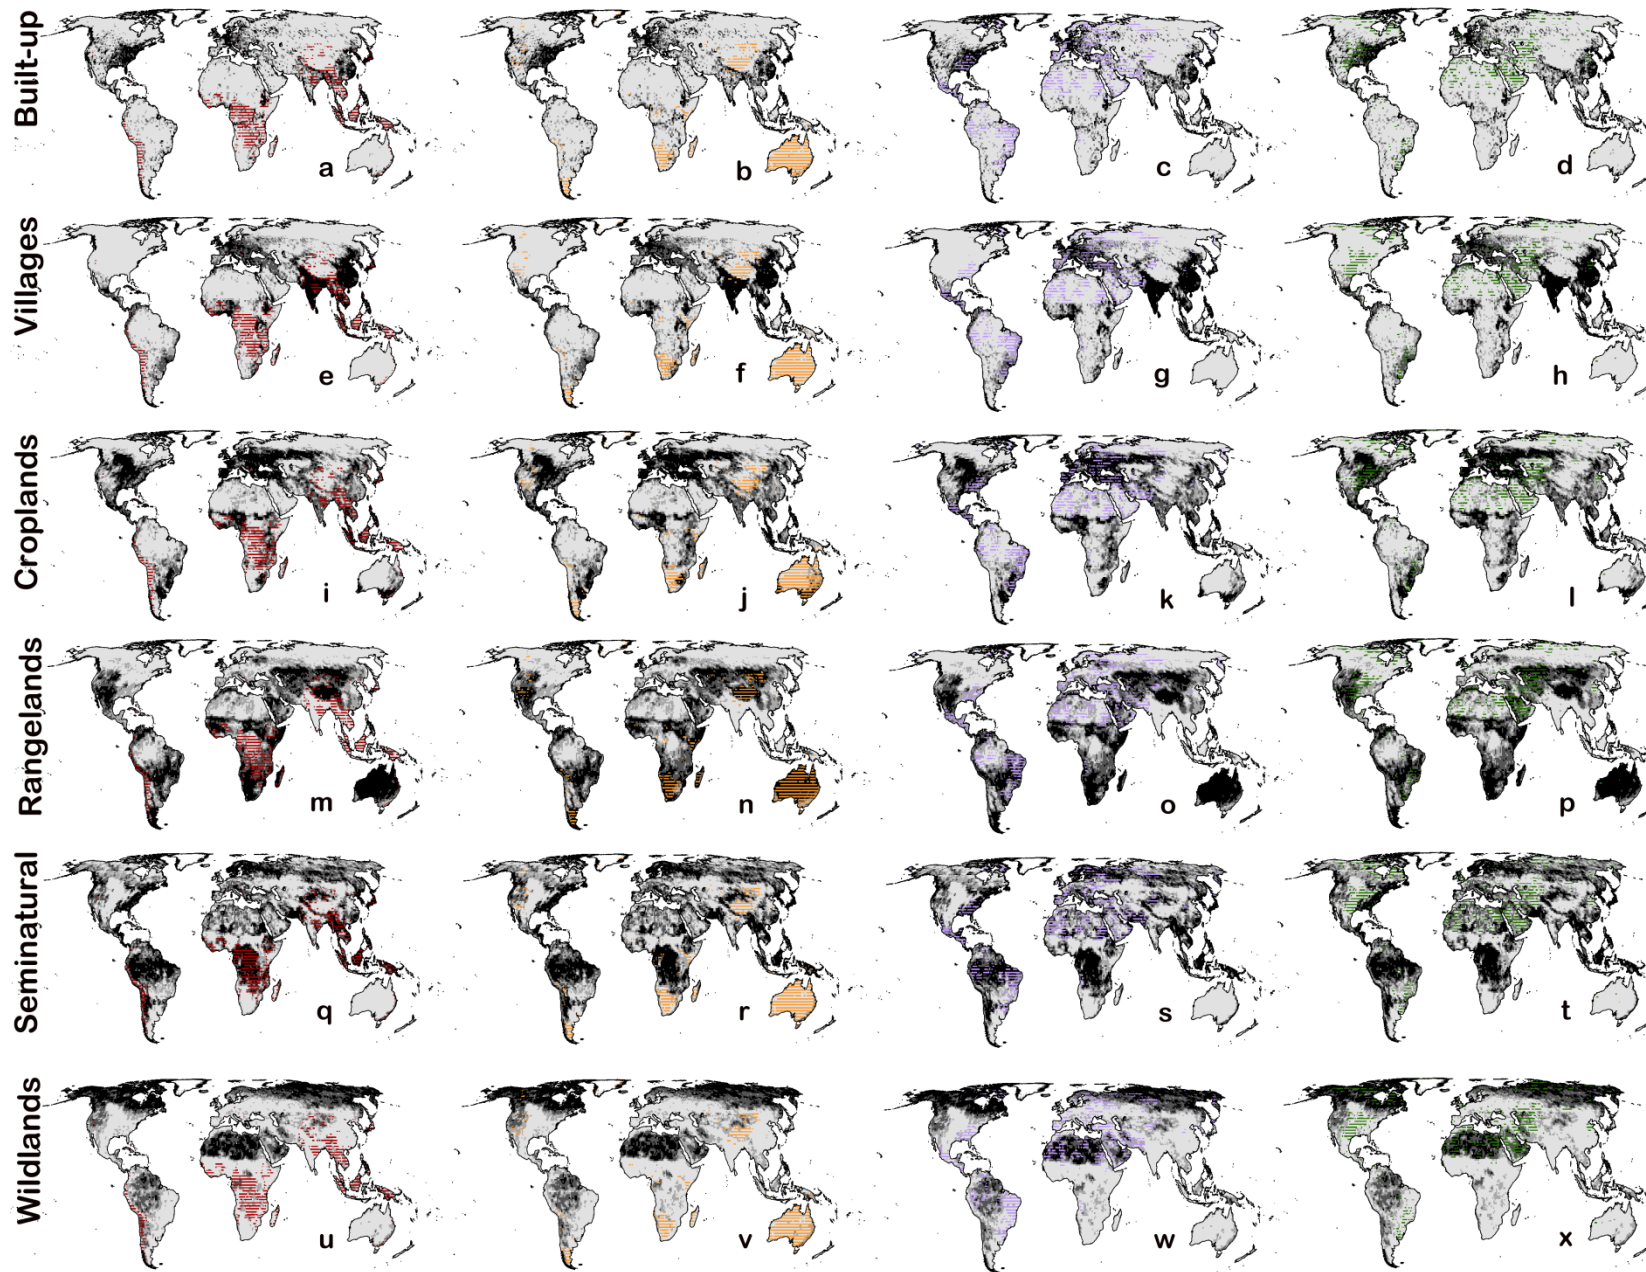 Built-up
a
b
c
d
Villages
e
f
g
h
Croplands
i
j
k
l
Rangelands
m
n
o
p
Seminatural
q
r
s
t
Wildlands
u
v
w
x